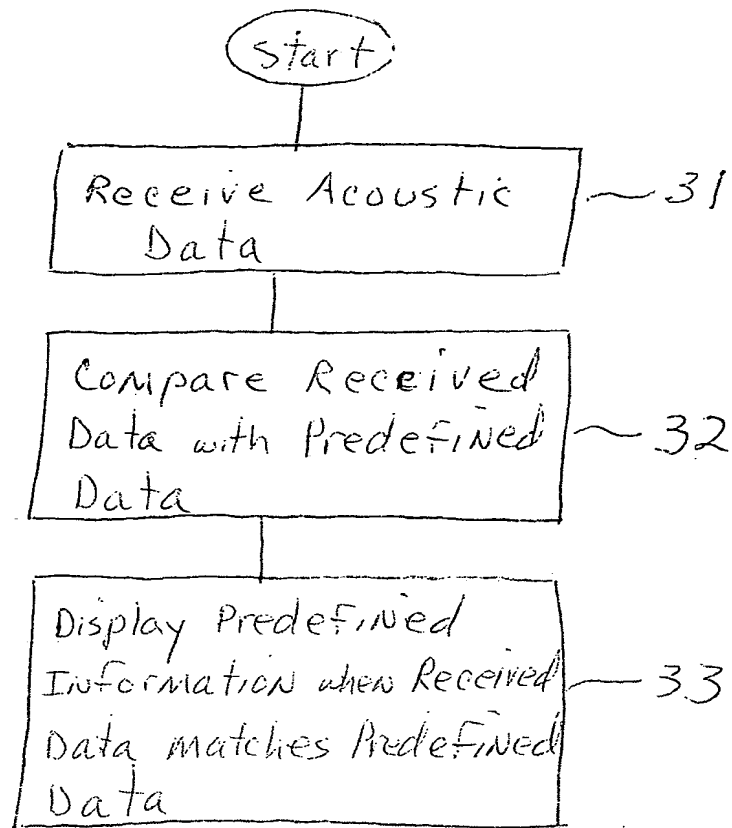 Start
Receive Acoustic
Data
31
Compare Received
Data with Predefined
Data
32
Display Predefined
Information when Received
Data matches Predefined
Data
33